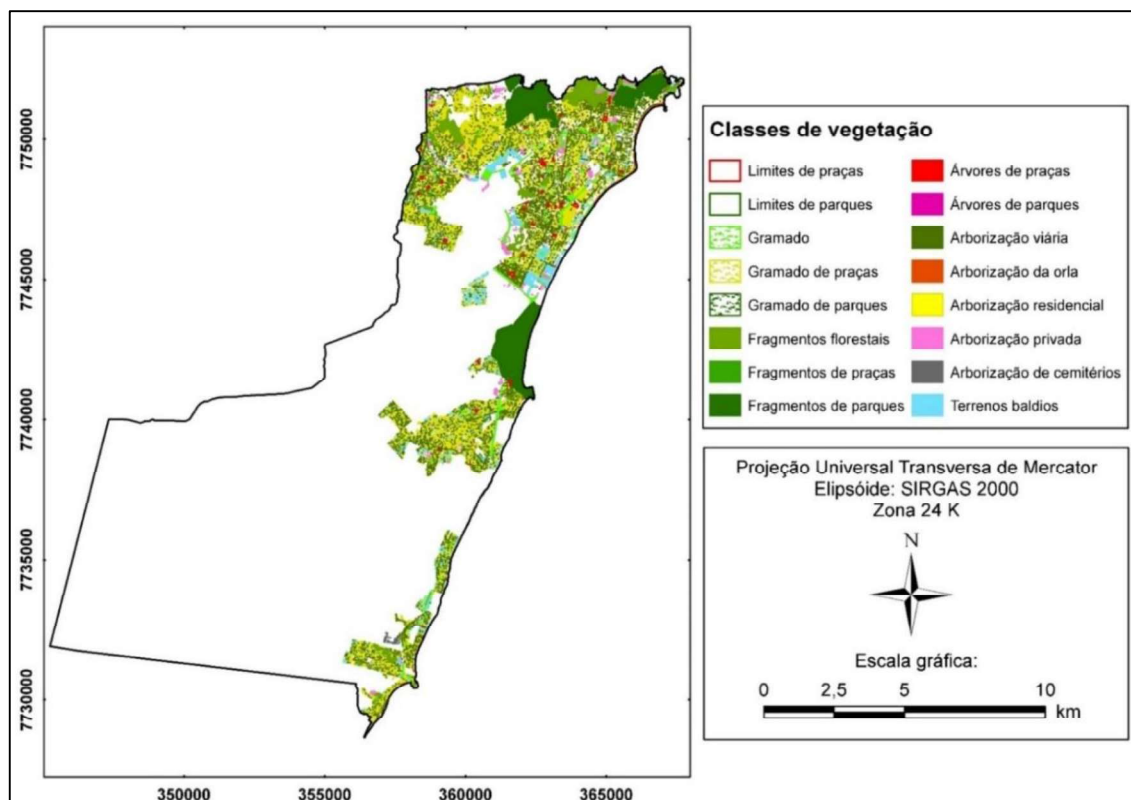 7750000
7745000
7740000
7735000
7730000
350000
355000
360000
365000
Classes de vegetação
Limites de praças
Limites de parques
Gramado
Gramado de praças
Gramado de parques
Fragmentos florestais
Fragmentos de praças
Fragmentos de parques
Árvores de praças
Árvores de parques
Arborização viária
Arborização da orla
Arborização residencial
Arborização privada
Arborização de cemitérios
Terrenos baldios
Projeção Universal Transversa de Mercator
Elipsóide: SIRGAS 2000
Zona 24 K
N
Escala gráfica:
0 2,5 5 10
km